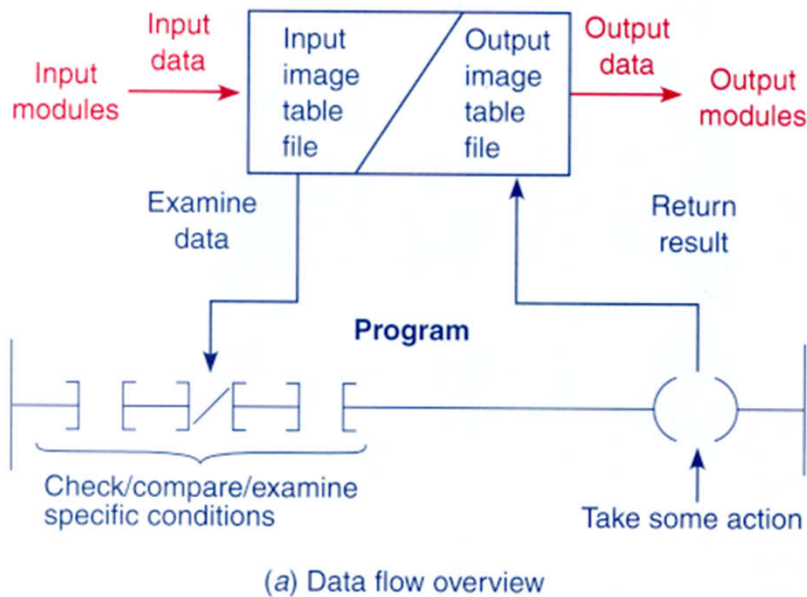 Input
data
Input
modules
Input
image
table
file
Output
image
table
file
Output
data
Output
modules
Examine
data
Return
result
Program
Check/compare/examine
specific conditions
Take some action
(a) Data flow overview